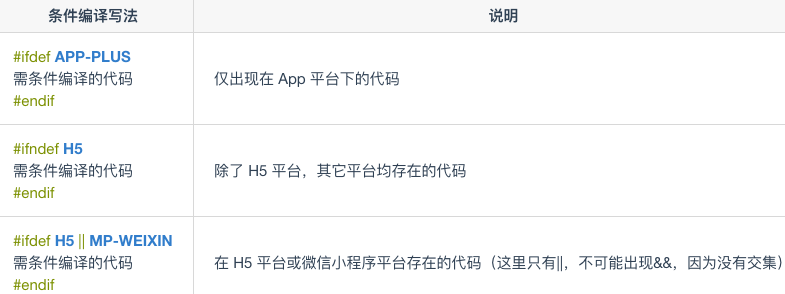 条件编译写法 说明
#ifdef APP-PLUS
需条件编译的代码
#endif
仅出现在 App 平台下的代码
#ifndef H5
需条件编译的代码
#endif
除了 H5 平台，其它平台均存在的代码
#ifdef H5 || MP-WEIXIN
需条件编译的代码
#endif
在 H5 平台或微信小程序平台存在的代码（这里只有||，不可能出现&&，因为没有交集）